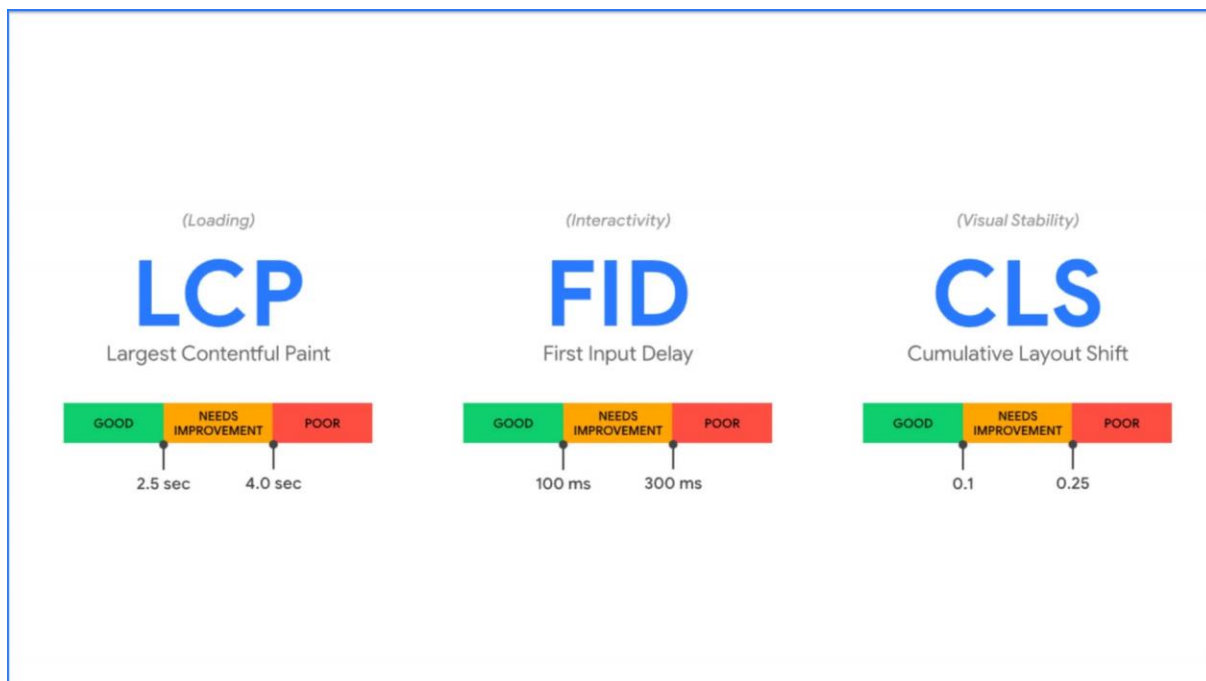 (Loading)
LCP
Largest Contentful Paint
GOOD
NEEDS
IMPROVEMENT
POOR
2.5 sec
4.0 sec
(Interactivity)
FID
First Input Delay
GOOD
NEEDS
IMPROVEMENT
POOR
100 ms
300 ms
(Visual Stability)
CLS
Cumulative Layout Shift
GOOD
NEEDS
IMPROVEMENT
POOR
0.1
0.25